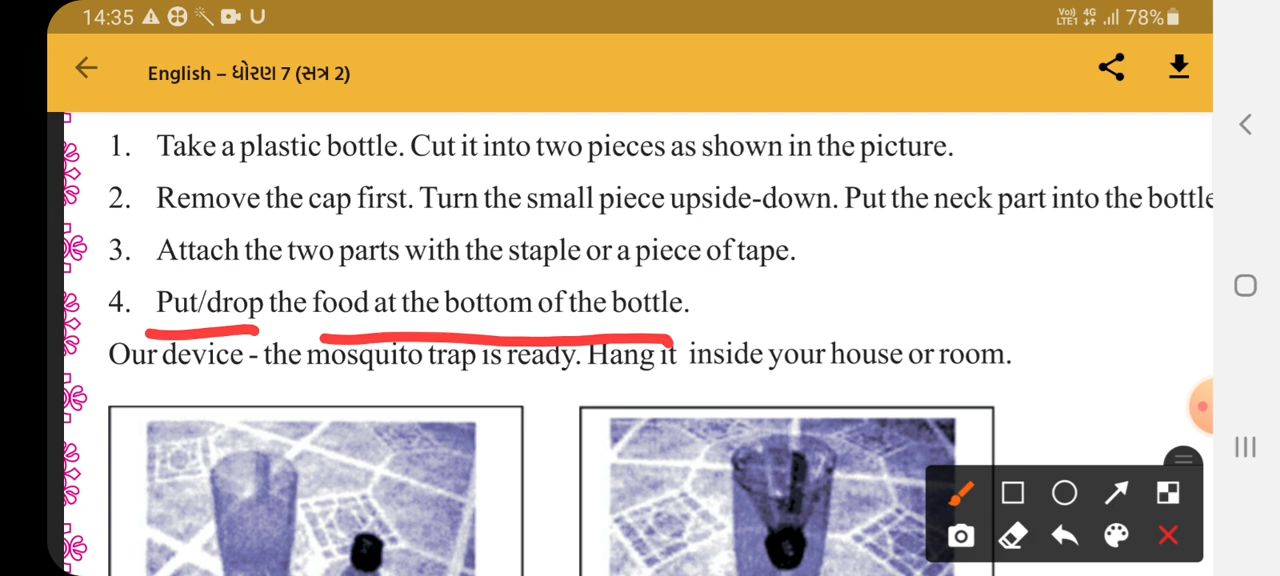 14:35 U Vo)) LTE1 4G 78%
English – ધોરણ 7 (સત્ર 2)
1. Take a plastic bottle. Cut it into two pieces as shown in the picture.
2. Remove the cap first. Turn the small piece upside-down. Put the neck part into the bottle
3. Attach the two parts with the staple or a piece of tape.
4. Put/drop the food at the bottom of the bottle.
Our device - the mosquito trap is ready. Hang it inside your house or room.